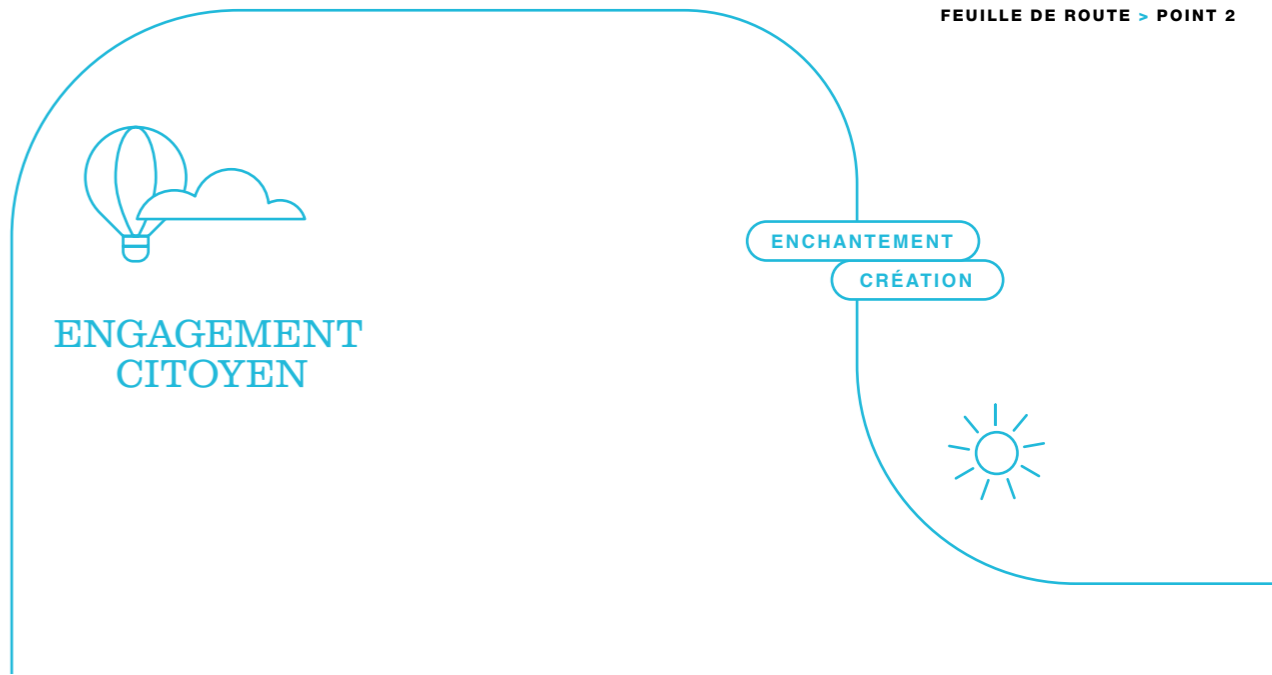 FEUILLE DE ROUTE > POINT 2
ENCHANTEMENT
CRÉATION
ENGAGEMENT
CITOYEN